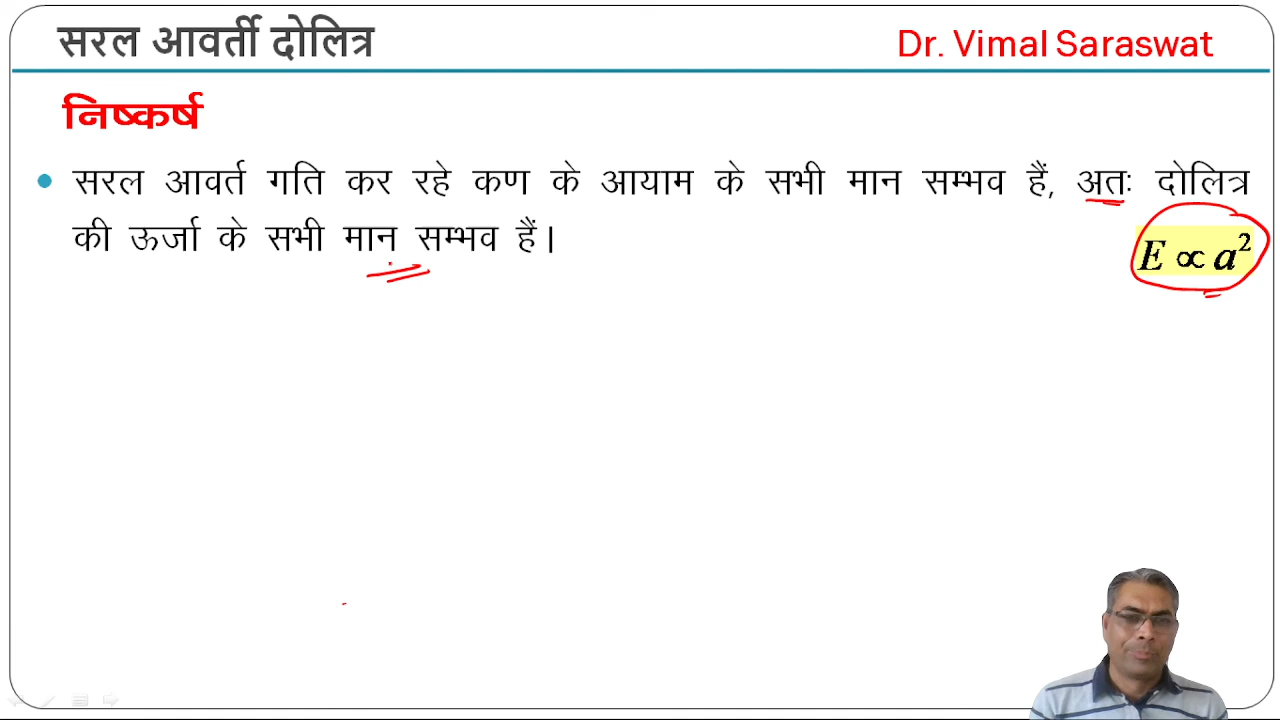 सरल आवर्ती दोलित्र
Dr. Vimal Saraswat
निष्कर्ष
• सरल आवर्त गति कर रहे कण के आयाम के सभी मान सम्भव हैं, अतः दोलित्र
की ऊर्जा के सभी मान सम्भव हैं।
E ∝ a²